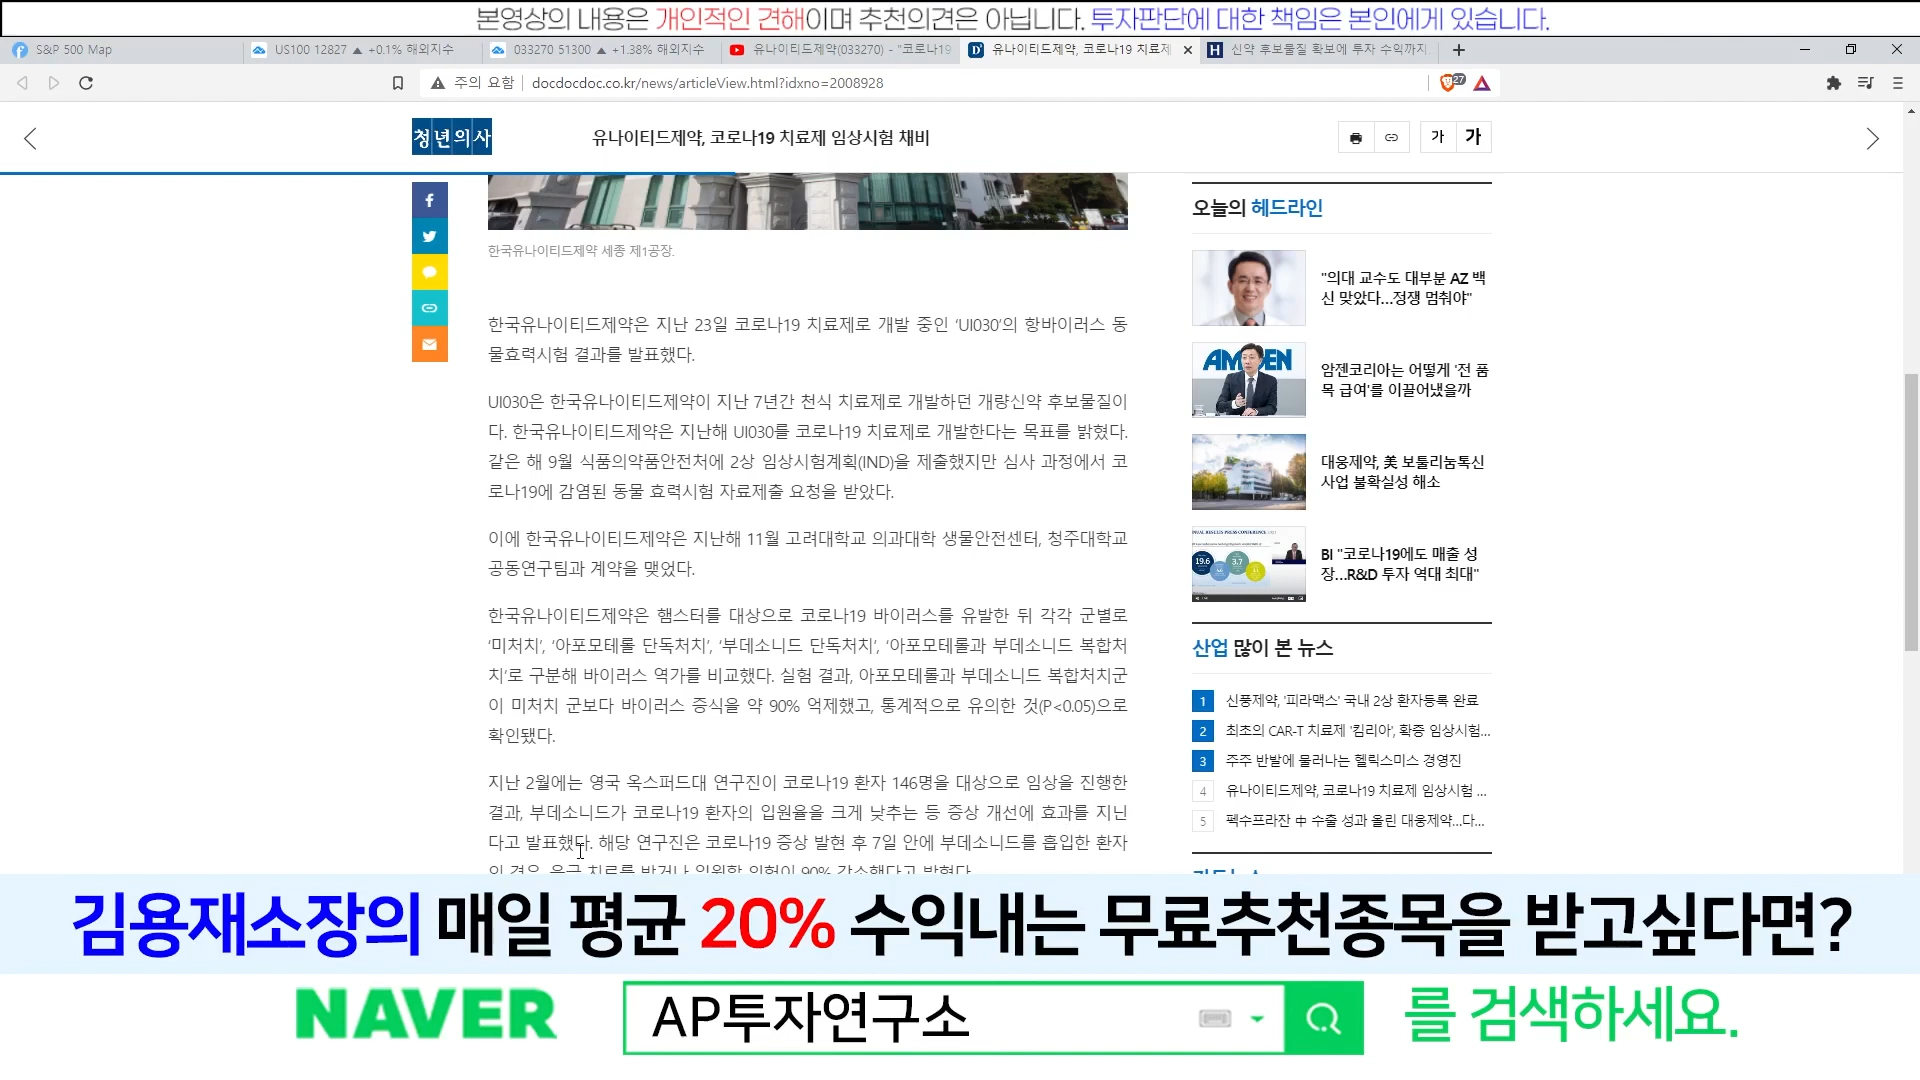 본영상의 내용은 개인적인 견해이며 추천의견은 아닙니다. 투자판단에 대한 책임은 본인에게 있습니다.
S&P 500 Map
US100 12827 ▲ +0.1% 해외지수
033270 51300 ▲ +1.38% 해외지수
유나이티드제약(033270) - "코로나19
유나이티드제약, 코로나19 치료제
신약 후보물질 확보에 투자 수익까지
주의 요함
docdocdoc.co.kr/news/articleView.html?idxno=2008928
27
청년의사
유나이티드제약, 코로나19 치료제 임상시험 채비
가 가
한국유나이티드제약 세종 제1공장.
한국유나이티드제약은 지난 23일 코로나19 치료제로 개발 중인 ‘UI030’의 항바이러스 동
물효력시험 결과를 발표했다.
UI030은 한국유나이티드제약이 지난 7년간 천식 치료제로 개발하던 개량신약 후보물질이
다. 한국유나이티드제약은 지난해 UI030를 코로나19 치료제로 개발한다는 목표를 밝혔다.
같은 해 9월 식품의약품안전처에 2상 임상시험계획(IND)을 제출했지만 심사 과정에서 코
로나19에 감염된 동물 효력시험 자료제출 요청을 받았다.
이에 한국유나이티드제약은 지난해 11월 고려대학교 의과대학 생물안전센터, 청주대학교
공동연구팀과 계약을 맺었다.
한국유나이티드제약은 햄스터를 대상으로 코로나19 바이러스를 유발한 뒤 각각 군별로
‘미처치’, ‘아포모테롤 단독처치’, ‘부데소니드 단독처치’, ‘아포모테롤과 부데소니드 복합처
치’로 구분해 바이러스 역가를 비교했다. 실험 결과, 아포모테롤과 부데소니드 복합처치군
이 미처치 군보다 바이러스 증식을 약 90% 억제했고, 통계적으로 유의한 것(P<0.05)으로
확인됐다.
지난 2월에는 영국 옥스퍼드대 연구진이 코로나19 환자 146명을 대상으로 임상을 진행한
결과, 부데소니드가 코로나19 환자의 입원율을 크게 낮추는 등 증상 개선에 효과를 지닌
다고 발표했다. 해당 연구진은 코로나19 증상 발현 후 7일 안에 부데소니드를 흡입한 환자
의 경우, 응급 치료를 받거나 입원할 위험이 90% 감소했다고 밝혔다.
오늘의 헤드라인
"의대 교수도 대부분 AZ 백
신 맞았다...정쟁 멈춰야"
AMGEN
암젠코리아는 어떻게 '전 품
목 급여'를 이끌어냈을까
대웅제약, 美 보툴리눔톡신
사업 불확실성 해소
19.6
3.7
BI "코로나19에도 매출 성
장...R&D 투자 역대 최대"
산업 많이 본 뉴스
1 신풍제약, '피라맥스' 국내 2상 환자등록 완료
2 최초의 CAR-T 치료제 '킴리아', 확증 임상시험...
3 주주 반발에 물러나는 헬릭스미스 경영진
4 유나이티드제약, 코로나19 치료제 임상시험 ...
5 펙수프라잔 中 수출 성과 올린 대웅제약...다...
김용재소장의 매일 평균 20% 수익내는 무료추천종목을 받고싶다면?
NAVER AP투자연구소 를 검색하세요.